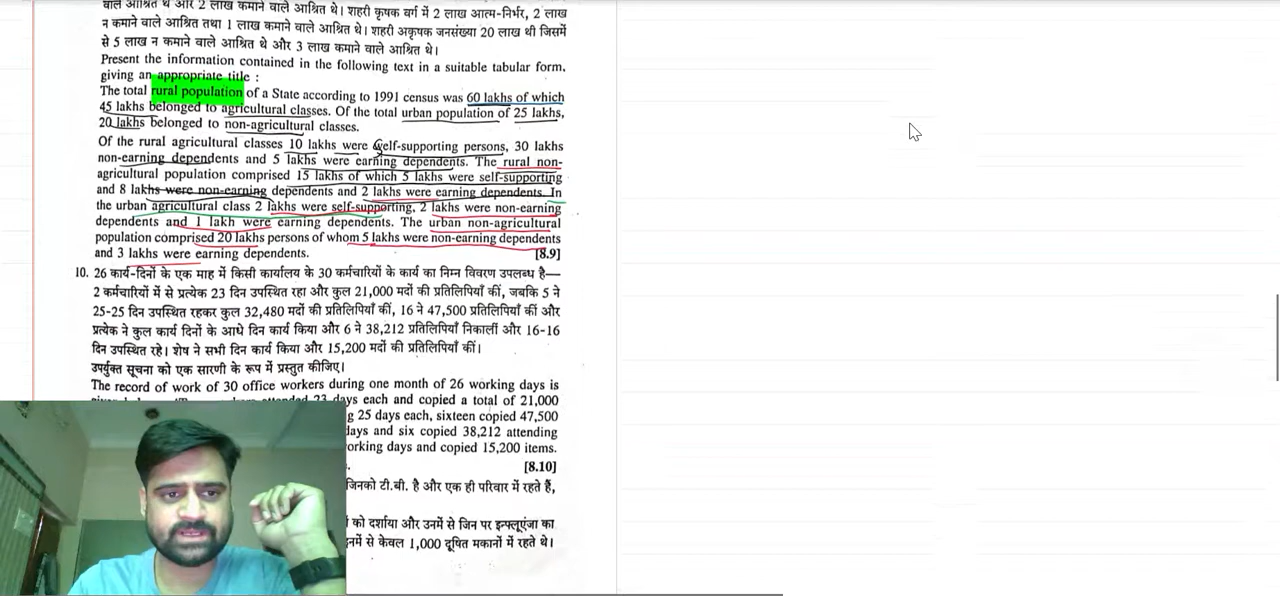 वाले आश्रित थे और 2 लाख कमाने वाले आश्रित थे। शहरी कृषक वर्ग में 2 लाख आत्म-निर्भर, 2 लाख
न कमाने वाले आश्रित तथा 1 लाख कमाने वाले आश्रित थे। शहरी अकृषक जनसंख्या 20 लाख थी जिसमें
से 5 लाख न कमाने वाले आश्रित थे और 3 लाख कमाने वाले आश्रित थे।
Present the information contained in the following text in a suitable tabular form,
giving an appropriate title :
The total rural population of a State according to 1991 census was 60 lakhs of which
45 lakhs belonged to agricultural classes. Of the total urban population of 25 lakhs,
20 lakhs belonged to non-agricultural classes.
Of the rural agricultural classes 10 lakhs were self-supporting persons, 30 lakhs
non-earning dependents and 5 lakhs were earning dependents. The rural non-
agricultural population comprised 15 lakhs of which 5 lakhs were self-supporting
and 8 lakhs were non-earning dependents and 2 lakhs were earning dependents. In
the urban agricultural class 2 lakhs were self-supporting, 2 lakhs were non-earning
dependents and 1 lakh were earning dependents. The urban non-agricultural
population comprised 20 lakhs persons of whom 5 lakhs were non-earning dependents
and 3 lakhs were earning dependents. [8.9]
10. 26 कार्य-दिनों के एक माह में किसी कार्यालय के 30 कर्मचारियों के कार्य का निम्न विवरण उपलब्ध है—
2 कर्मचारियों में से प्रत्येक 23 दिन उपस्थित रहा और कुल 21,000 मदों की प्रतिलिपियाँ कीं, जबकि 5 ने
25-25 दिन उपस्थित रहकर कुल 32,480 मदों की प्रतिलिपियाँ कीं, 16 ने 47,500 प्रतिलिपियाँ कीं और
प्रत्येक ने कुल कार्य दिनों के आधे दिन कार्य किया और 6 ने 38,212 प्रतिलिपियाँ निकालीं और 16-16
दिन उपस्थित रहे। शेष ने सभी दिन कार्य किया और 15,200 मदों की प्रतिलिपियाँ कीं।
उपर्युक्त सूचना को एक सारणी के रूप में प्रस्तुत कीजिए।
The record of work of 30 office workers during one month of 26 working days is
23 days each and copied a total of 21,000
g 25 days each, sixteen copied 47,500
days and six copied 38,212 attending
orking days and copied 15,200 items.
[8.10]
जिनको टी.बी. है और एक ही परिवार में रहते हैं,
को दर्शाया और उनमें से जिन पर इन्फ्लूएंजा का
नमें से केवल 1,000 दूषित मकानों में रहते थे।